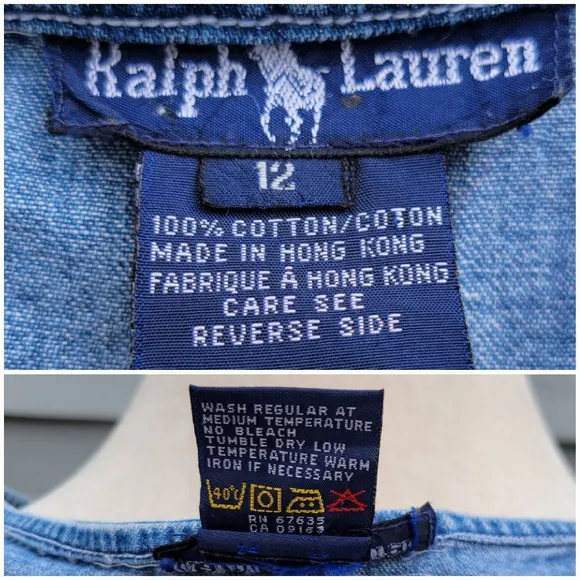 Ralph Lauren
12
100% COTTON/COTON
MADE IN HONG KONG
FABRIQUE À HONG KONG
CARE SEE
REVERSE SIDE
WASH REGULAR AT
MEDIUM TEMPERATURE
NO BLEACH
TUMBLE DRY LOW
TEMPERATURE WARM
IRON IF NECESSARY
40°C
RN 67635
CA 09163